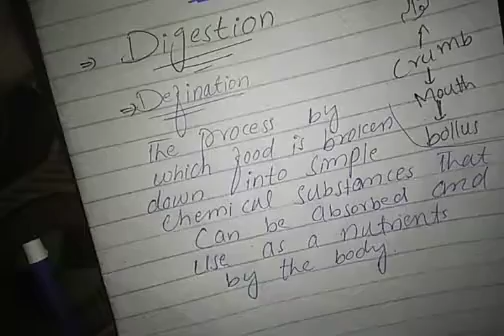 ⇒ Digestion
⇒ Defination
The process by
which food is broken
down into simple
chemical substances That
Can be absorbed and
Use as a nutrients
by the body.
↑
Crumb
↓
Mouth
↓
bollus